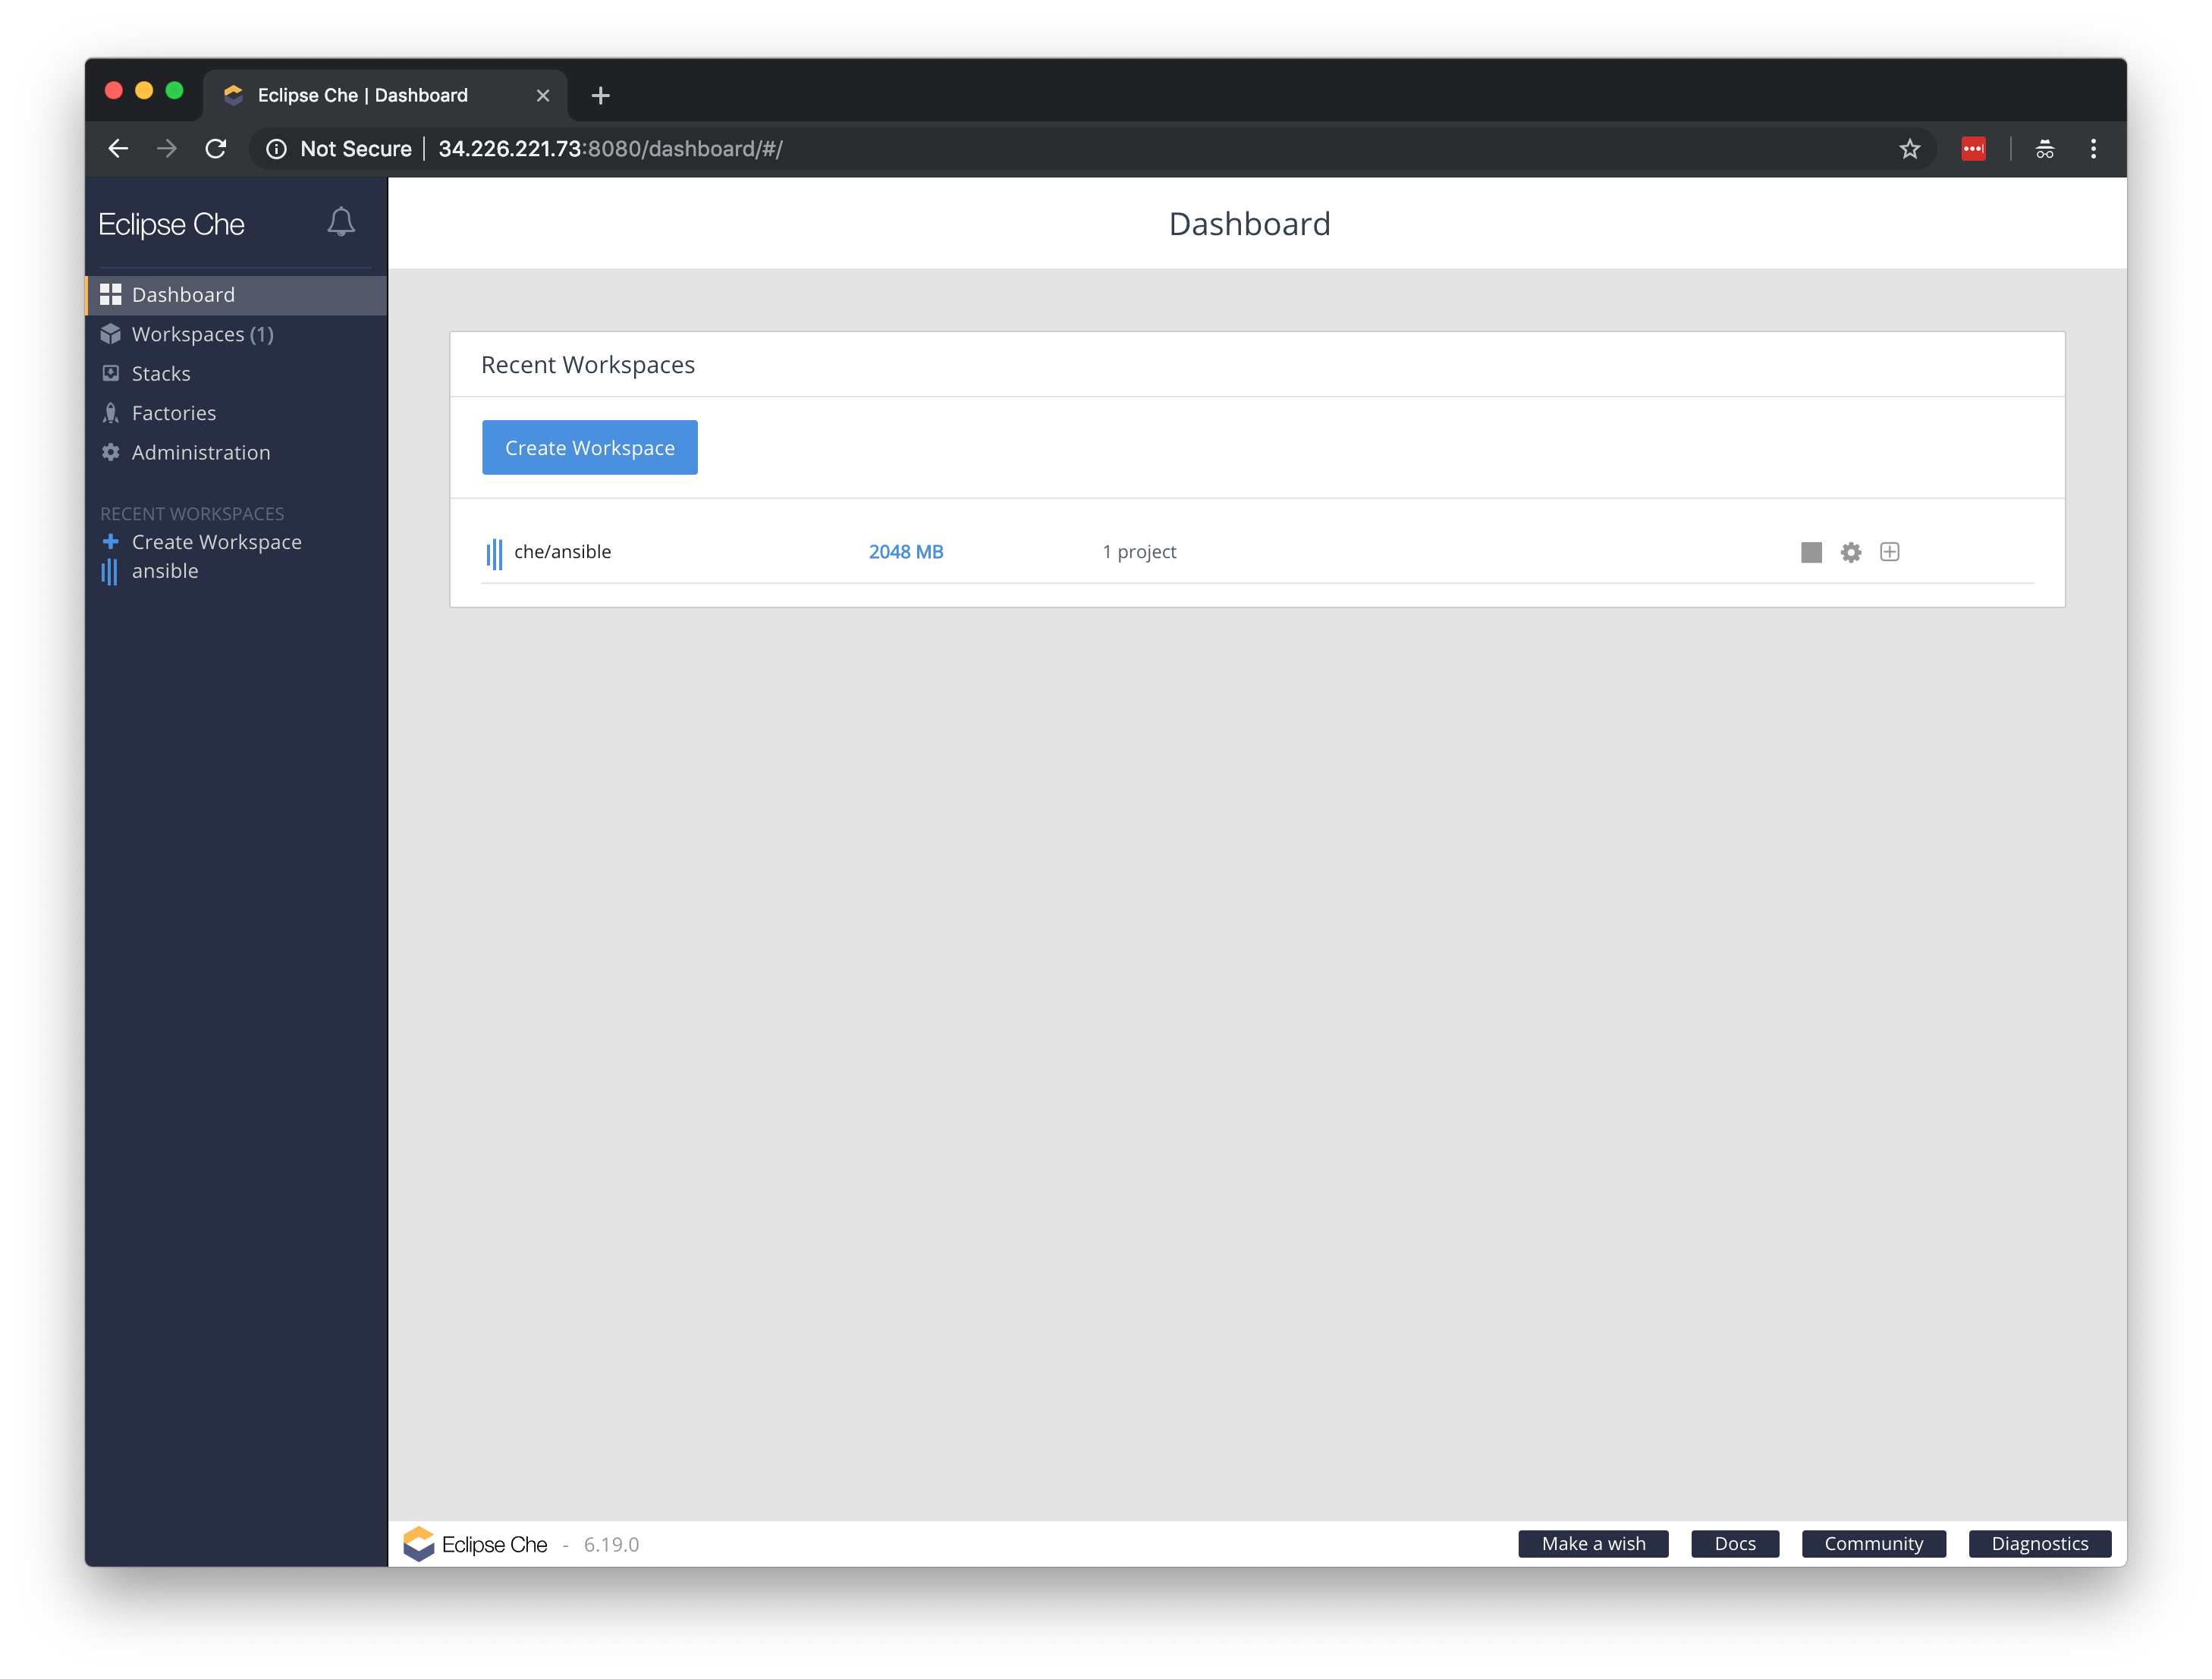 Eclipse Che | Dashboard
Not Secure | 34.226.221.73:8080/dashboard/#/
Eclipse Che
Dashboard
Workspaces (1)
Stacks
Factories
Administration
RECENT WORKSPACES
Create Workspace
ansible
Dashboard
Recent Workspaces
Create Workspace
che/ansible 2048 MB 1 project
Eclipse Che - 6.19.0
Make a wish Docs Community Diagnostics